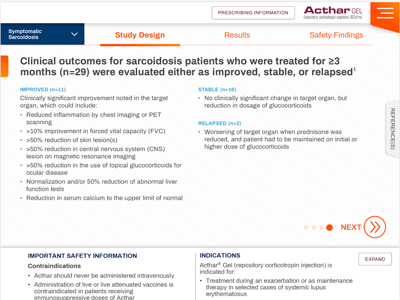 PRESCRIBING INFORMATION
Acthar GEL
(repository corticotropin injection) 80 U/mL
Symptomatic
Sarcoidosis
Study Design
Results
Safety Findings
Clinical outcomes for sarcoidosis patients who were treated for ≥3
months (n=29) were evaluated either as improved, stable, or relapsed1
IMPROVED (n=11)
Clinically significant improvement noted in the target
organ, which could include:
• Reduced inflammation by chest imaging or PET
scanning
• >10% improvement in forced vital capacity (FVC)
• >50% reduction of skin lesion(s)
• >50% reduction in central nervous system (CNS)
lesion on magnetic resonance imaging
• >50% reduction in the use of topical glucocorticoids for
ocular disease
• Normalization and/or 50% reduction of abnormal liver
function tests
• Reduction in serum calcium to the upper limit of normal
STABLE (n=16)
• No clinically significant change in target organ, but
reduction in dosage of glucocorticoids
RELAPSED (n=2)
• Worsening of target organ when prednisone was
reduced, and patient had to be maintained on initial or
higher dose of glucocorticoids
REFERENCE(S)
NEXT
IMPORTANT SAFETY INFORMATION
Contraindications
• Acthar should never be administered intravenously
• Administration of live or live attenuated vaccines is
contraindicated in patients receiving
immunosuppressive doses of Acthar
INDICATIONS
Acthar® Gel (repository corticotropin injection) is
indicated for:
• Treatment during an exacerbation or as maintenance
therapy in selected cases of systemic lupus
erythematosus
EXPAND